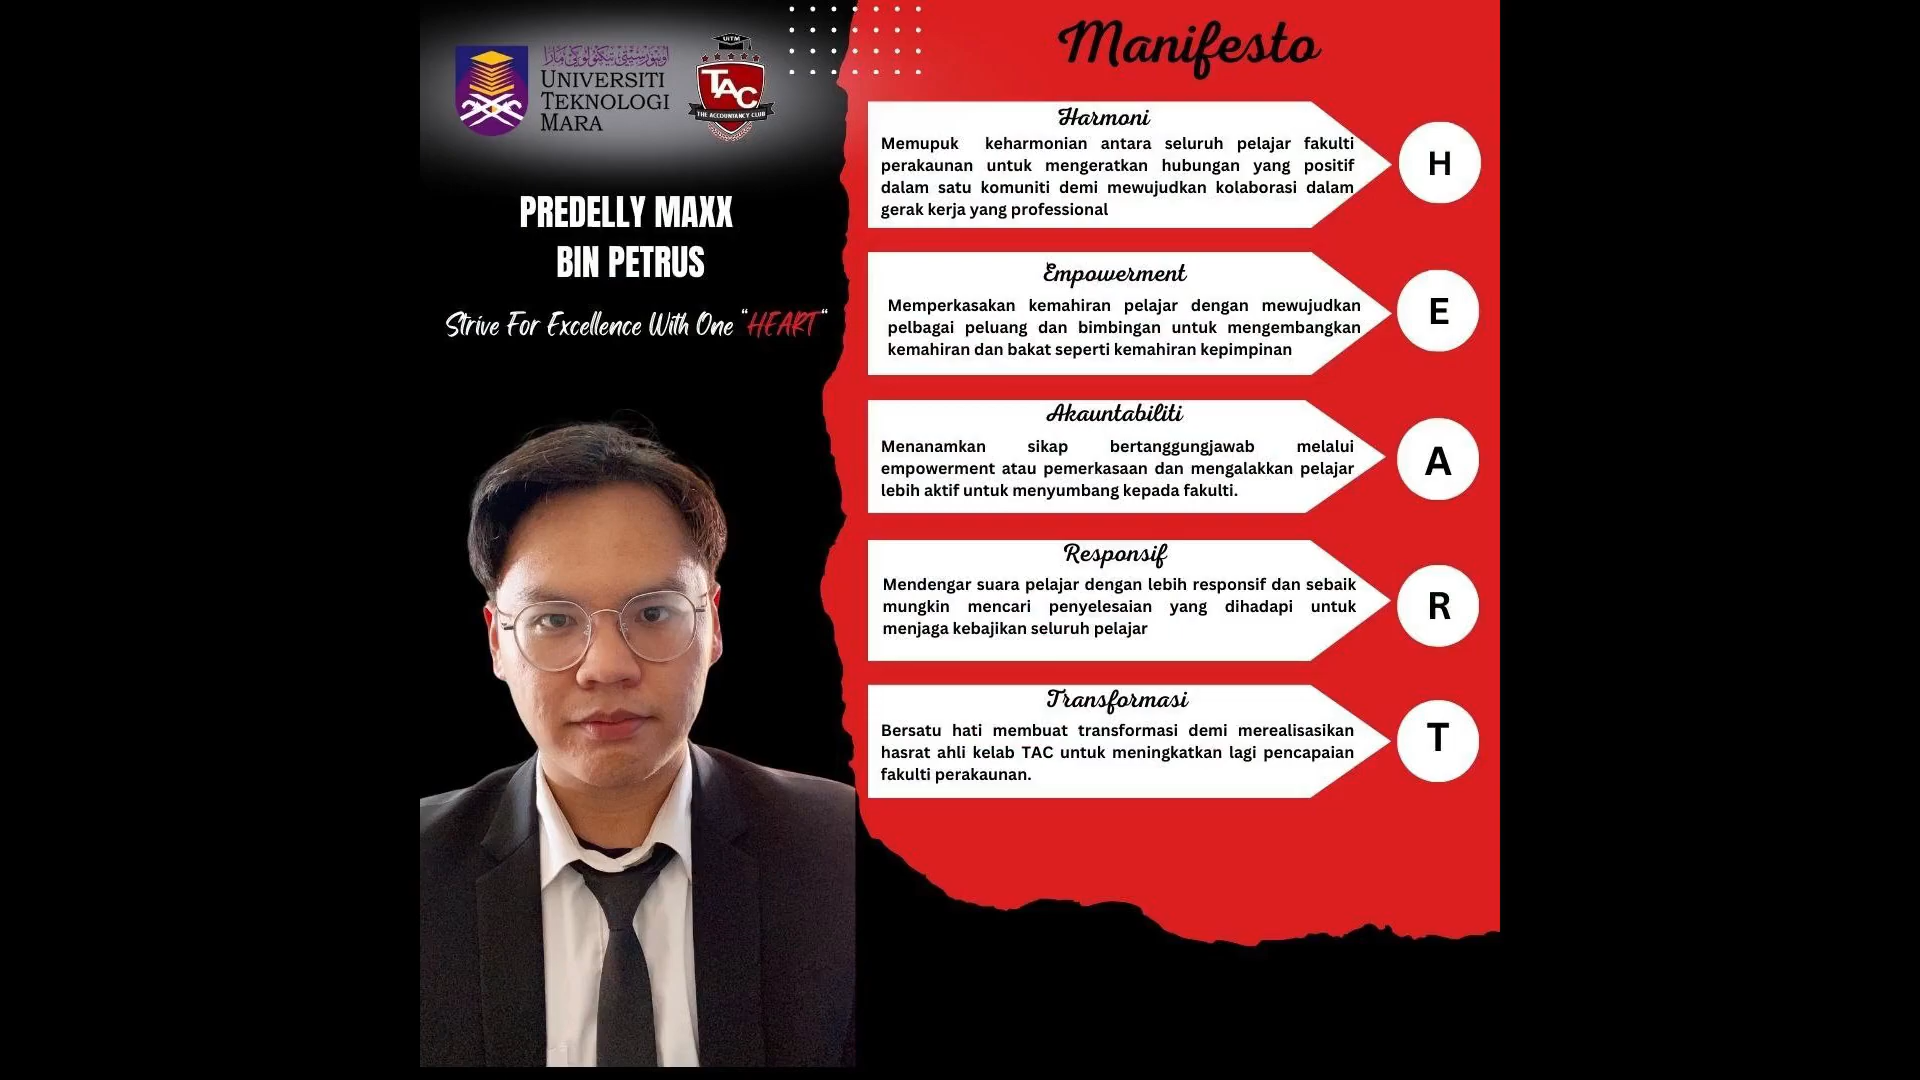 UNIVERSITI
TEKNOLOGI
MARA
UiTM
TAC
THE ACCOUNTANCY CLUB
PREDELLY MAXX
BIN PETRUS
Strive For Excellence With One "HEART"
Manifesto
Harmoni
Memupuk keharmonian antara seluruh pelajar fakulti
perakaunan untuk mengeratkan hubungan yang positif
dalam satu komuniti demi mewujudkan kolaborasi dalam
gerak kerja yang professional
H
Empowerment
Memperkasakan kemahiran pelajar dengan mewujudkan
pelbagai peluang dan bimbingan untuk mengembangkan
kemahiran dan bakat seperti kemahiran kepimpinan
E
Akauntabiliti
Menanamkan sikap bertanggungjawab melalui
empowerment atau pemerkasaan dan mengalakkan pelajar
lebih aktif untuk menyumbang kepada fakulti.
A
Responsif
Mendengar suara pelajar dengan lebih responsif dan sebaik
mungkin mencari penyelesaian yang dihadapi untuk
menjaga kebajikan seluruh pelajar
R
Transformasi
Bersatu hati membuat transformasi demi merealisasikan
hasrat ahli kelab TAC untuk meningkatkan lagi pencapaian
fakulti perakaunan.
T